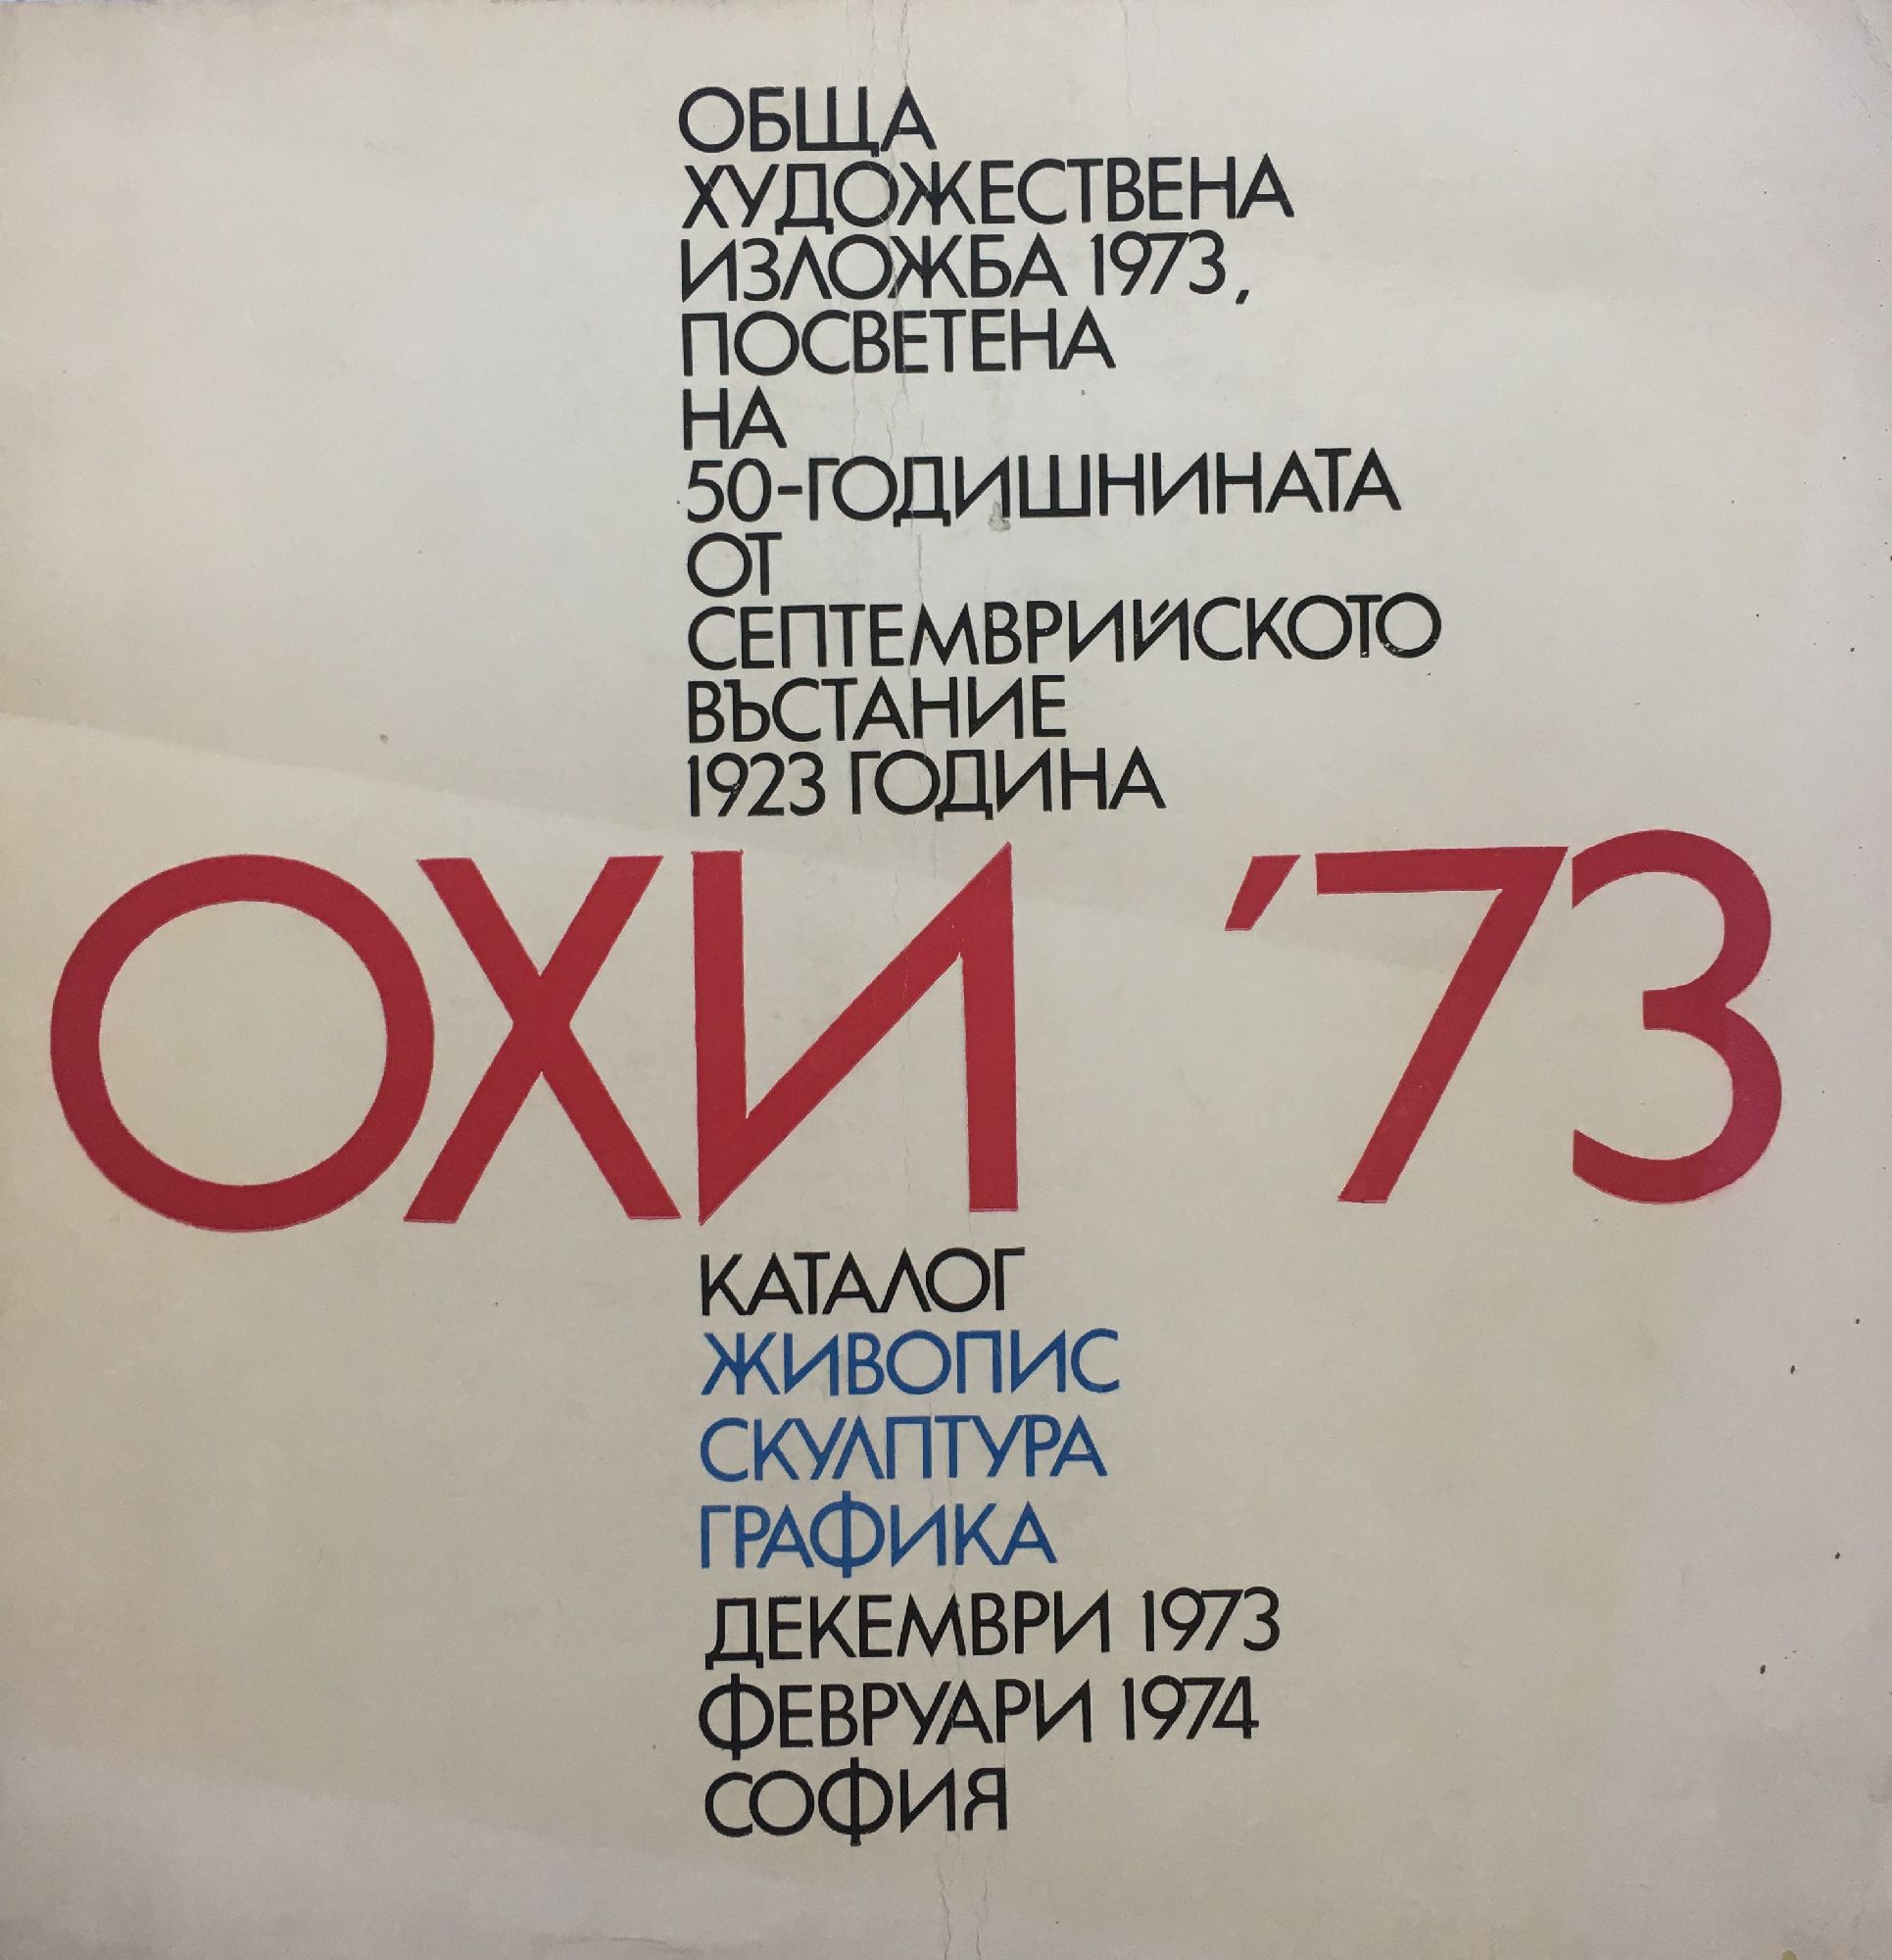 ОБЩА
ХУДОЖЕСТВЕНА
ИЗЛОЖБА 1973,
ПОСВЕТЕНА
НА
50-ГОДИШНИНАТА
ОТ
СЕПТЕМВРИЙСКОТО
ВЪСТАНИЕ
1923 ГОДИНА
ОХИ '73
КАТАЛОГ
ЖИВОПИС
СКУЛПТУРА
ГРАФИКА
ДЕКЕМВРИ 1973
ФЕВРУАРИ 1974
СОФИЯ